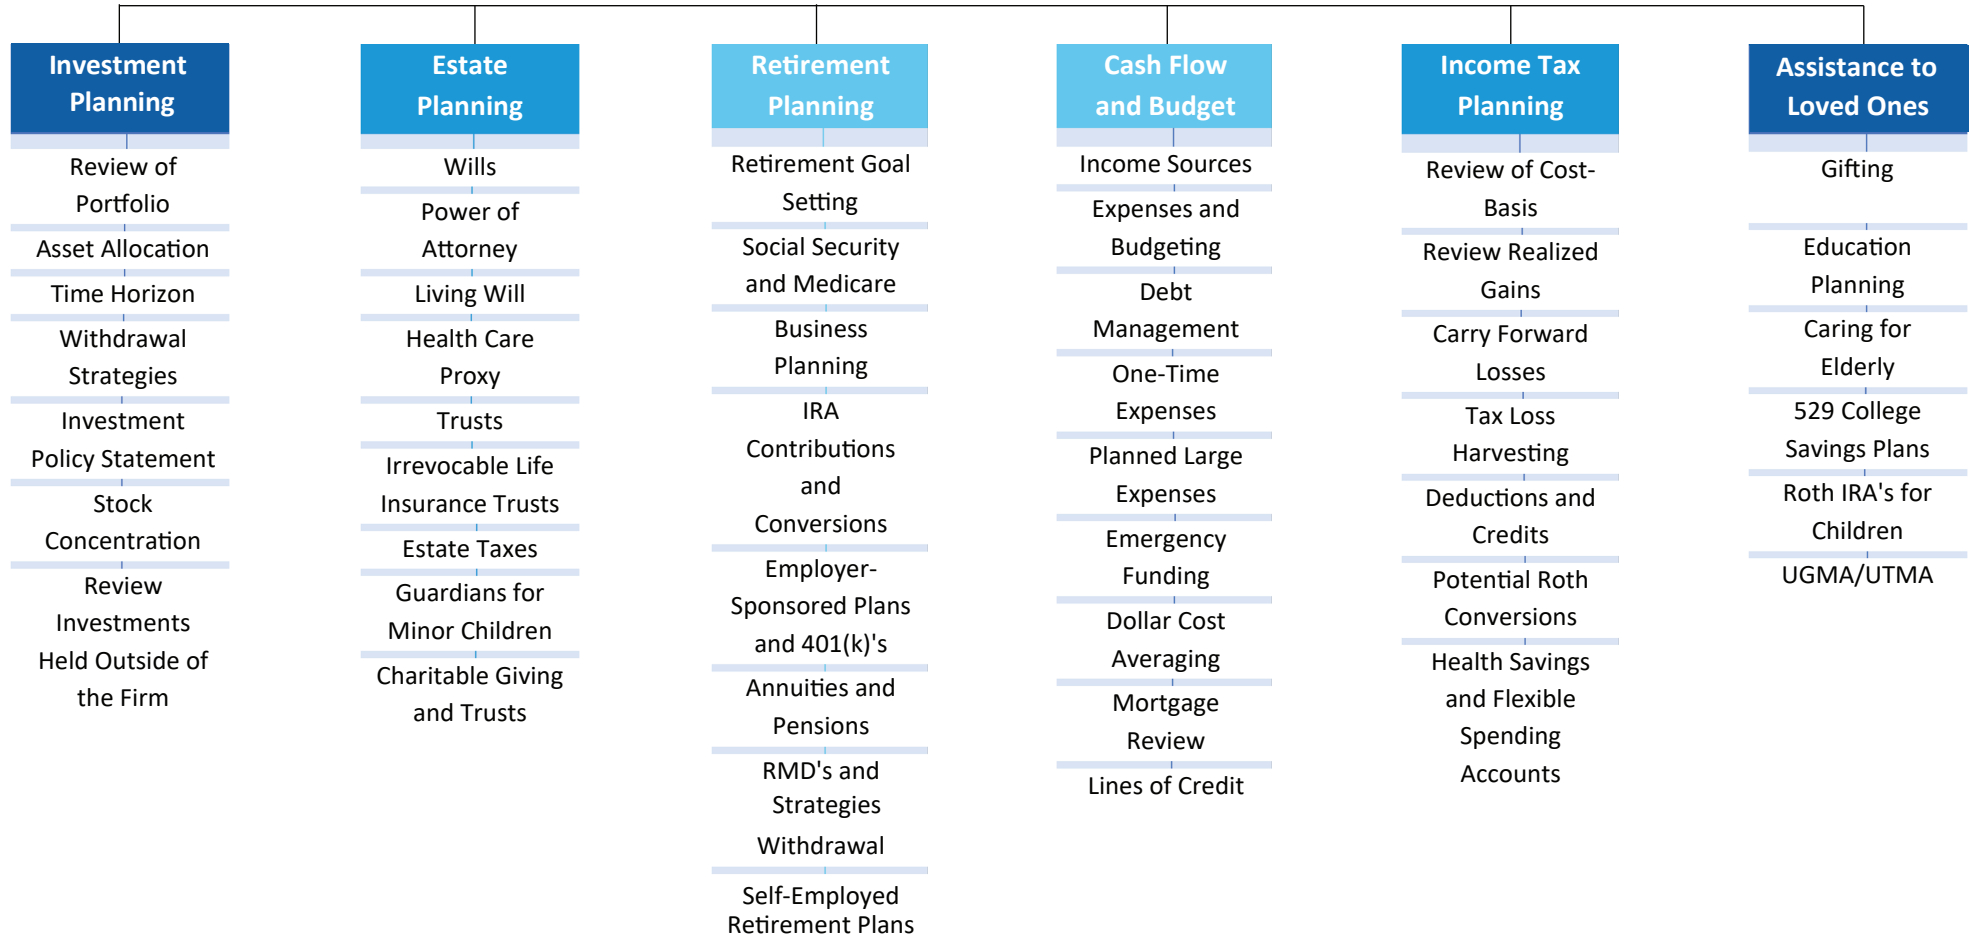 Investment
Planning
Review of
Portfolio
Asset Allocation
Time Horizon
Withdrawal
Strategies
Investment
Policy Statement
Stock
Concentration
Review
Investments
Held Outside of
the Firm
Estate
Planning
Wills
Power of
Attorney
Living Will
Health Care
Proxy
Trusts
Irrevocable Life
Insurance Trusts
Estate Taxes
Guardians for
Minor Children
Charitable Giving
and Trusts
Retirement
Planning
Retirement Goal
Setting
Social Security
and Medicare
Business
Planning
IRA
Contributions
and
Conversions
Employer-
Sponsored Plans
and 401(k)'s
Annuities and
Pensions
RMD's and
Strategies
Withdrawal
Self-Employed
Retirement Plans
Cash Flow
and Budget
Income Sources
Expenses and
Budgeting
Debt
Management
One-Time
Expenses
Planned Large
Expenses
Emergency
Funding
Dollar Cost
Averaging
Mortgage
Review
Lines of Credit
Income Tax
Planning
Review of Cost-
Basis
Review Realized
Gains
Carry Forward
Losses
Tax Loss
Harvesting
Deductions and
Credits
Potential Roth
Conversions
Health Savings
and Flexible
Spending
Accounts
Assistance to
Loved Ones
Gifting
Education
Planning
Caring for
Elderly
529 College
Savings Plans
Roth IRA's for
Children
UGMA/UTMA